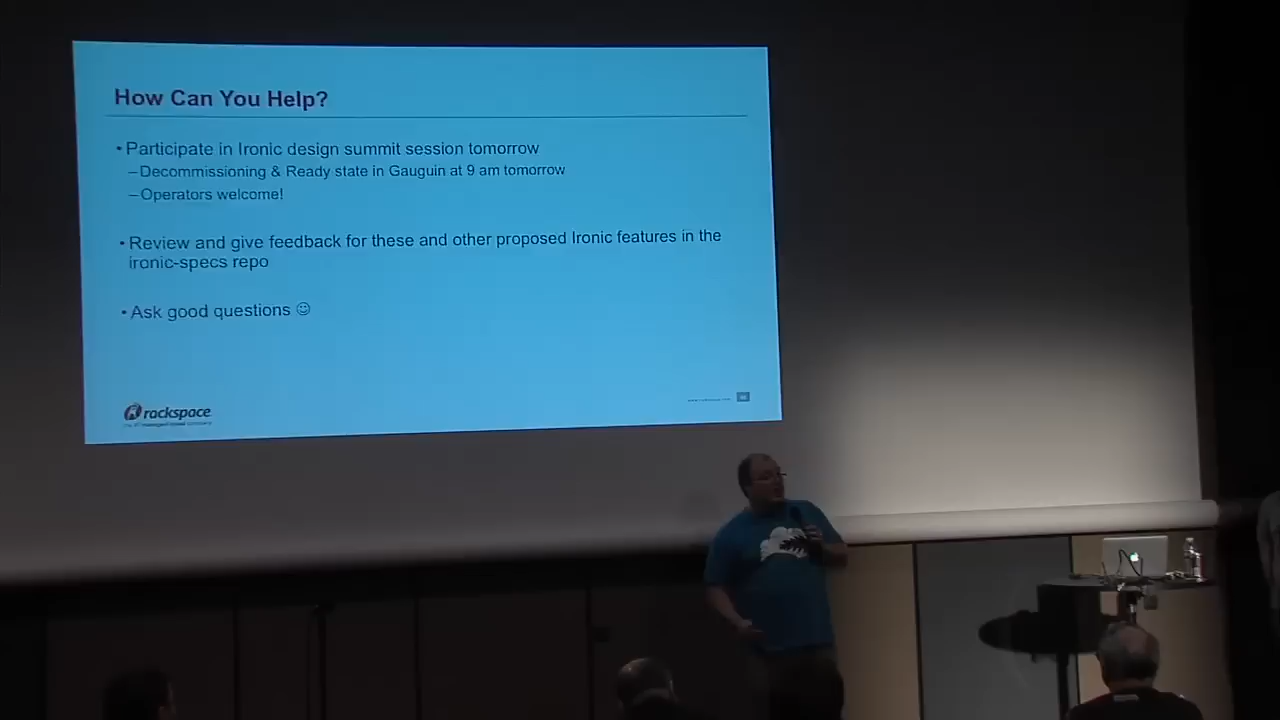 How Can You Help?
• Participate in Ironic design summit session tomorrow
–Decommissioning & Ready state in Gauguin at 9 am tomorrow
–Operators welcome!
• Review and give feedback for these and other proposed Ironic features in the
ironic-specs repo
• Ask good questions ☺
rackspace